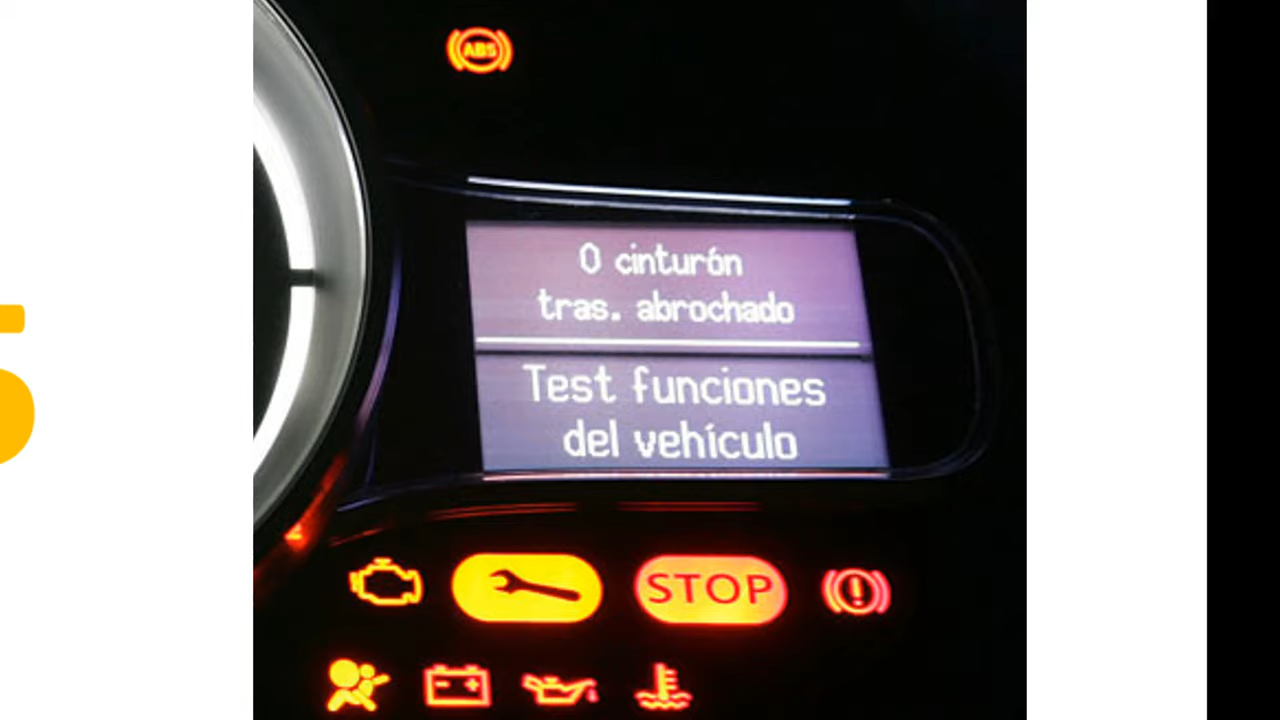 ABS
0 cinturón
tras. abrochado
Test funciones
del vehículo
STOP